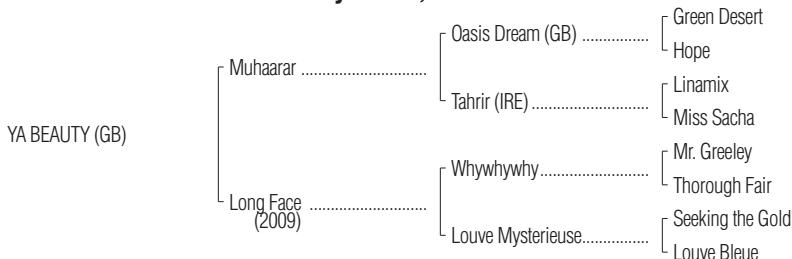 Green Desert
Oasis Dream (GB) ................
Hope
Muhaarar ..............................
Linamix
Tahrir (IRE) ............................
Miss Sacha
YA BEAUTY (GB)
Mr. Greeley
Whywhywhy..........................
Thorough Fair
Long Face ............................
(2009)
Seeking the Gold
Louve Mysterieuse................
Louve Bleue